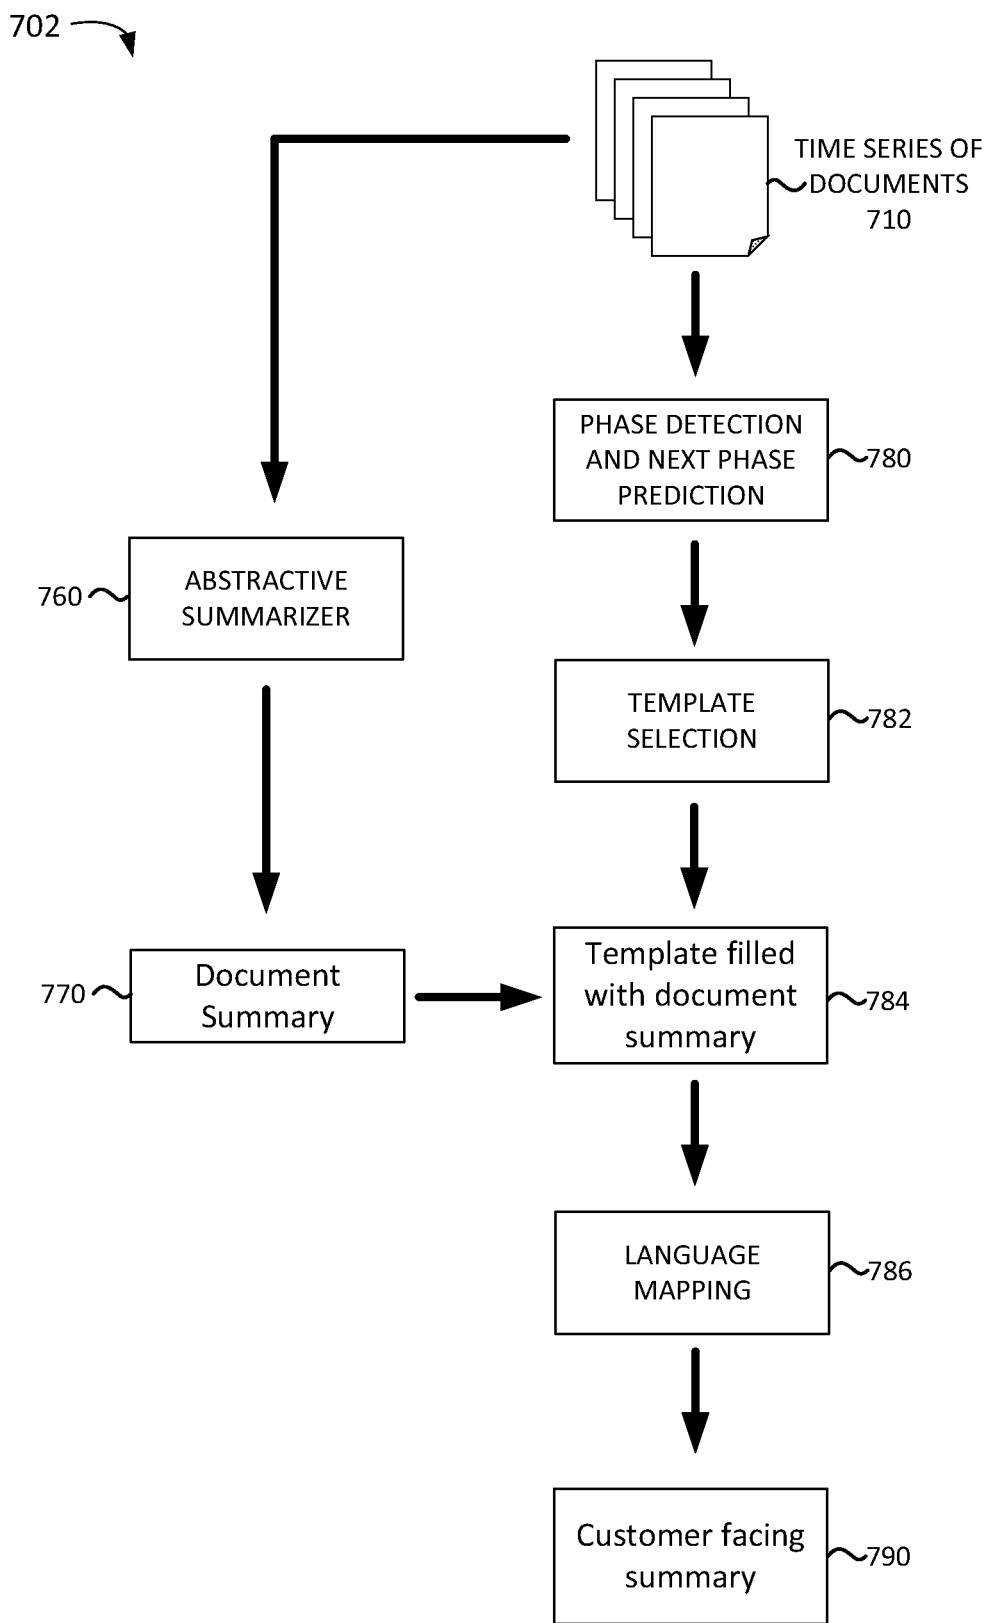 702
TIME SERIES OF
DOCUMENTS
710
PHASE DETECTION
AND NEXT PHASE
PREDICTION
780
ABSTRACTIVE
SUMMARIZER
760
TEMPLATE
SELECTION
782
Document
Summary
770
Template filled
with document
summary
784
LANGUAGE
MAPPING
786
Customer facing
summary
790